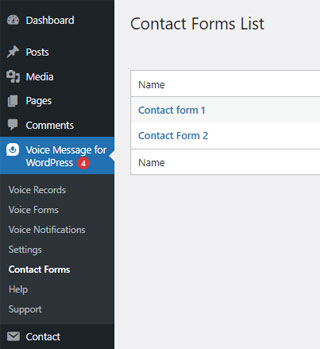 Dashboard
Posts
Media
Pages
Comments
Voice Message for
WordPress 4
Voice Records
Voice Forms
Voice Notifications
Settings
Contact Forms
Help
Support
Contact
Contact Forms List
Name
Contact form 1
Contact Form 2
Name